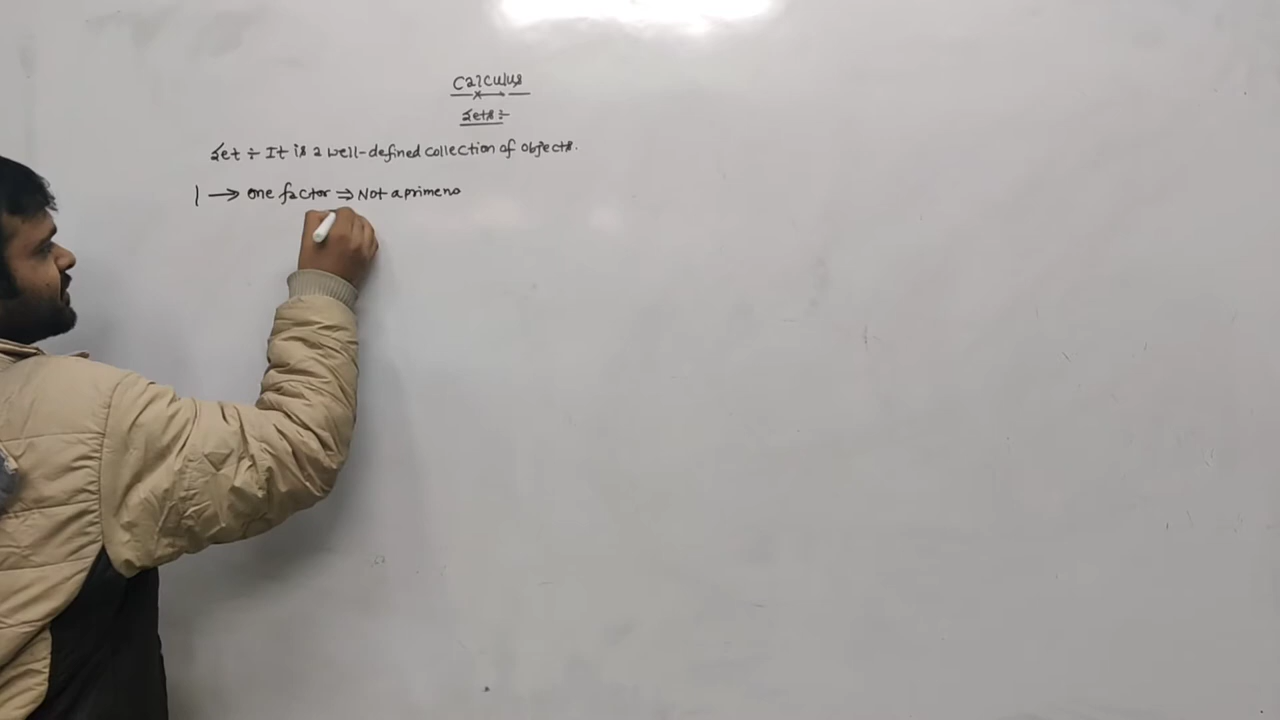 Calculus
Sets ÷
Set ÷ It is a well-defined collection of objects.
1 → one factor ⇒ Not a prime no